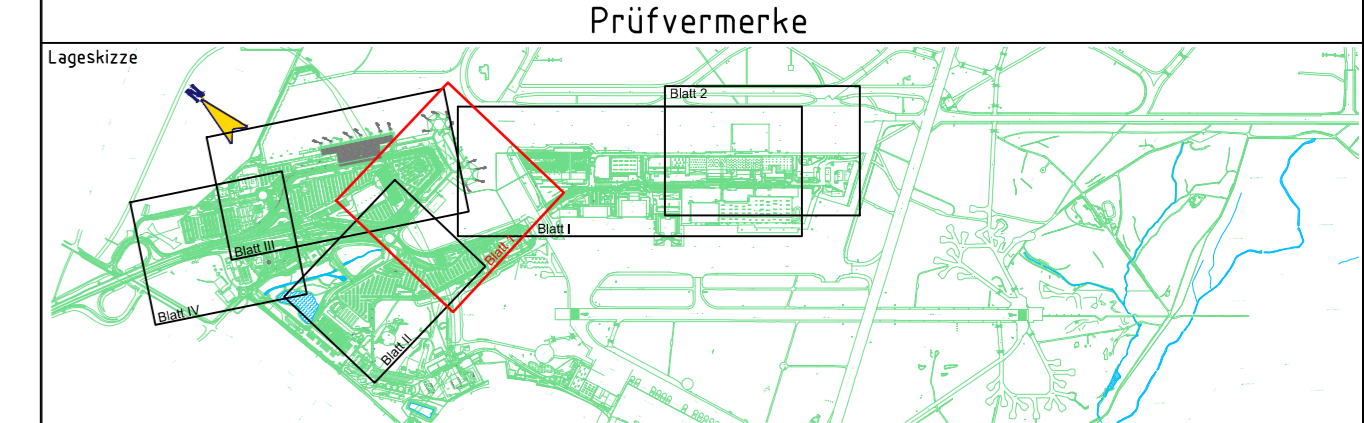 Prüfvermerke
Lageskizze
N
Blatt 2
Blatt I
Blatt III
Blatt IV
Blatt II